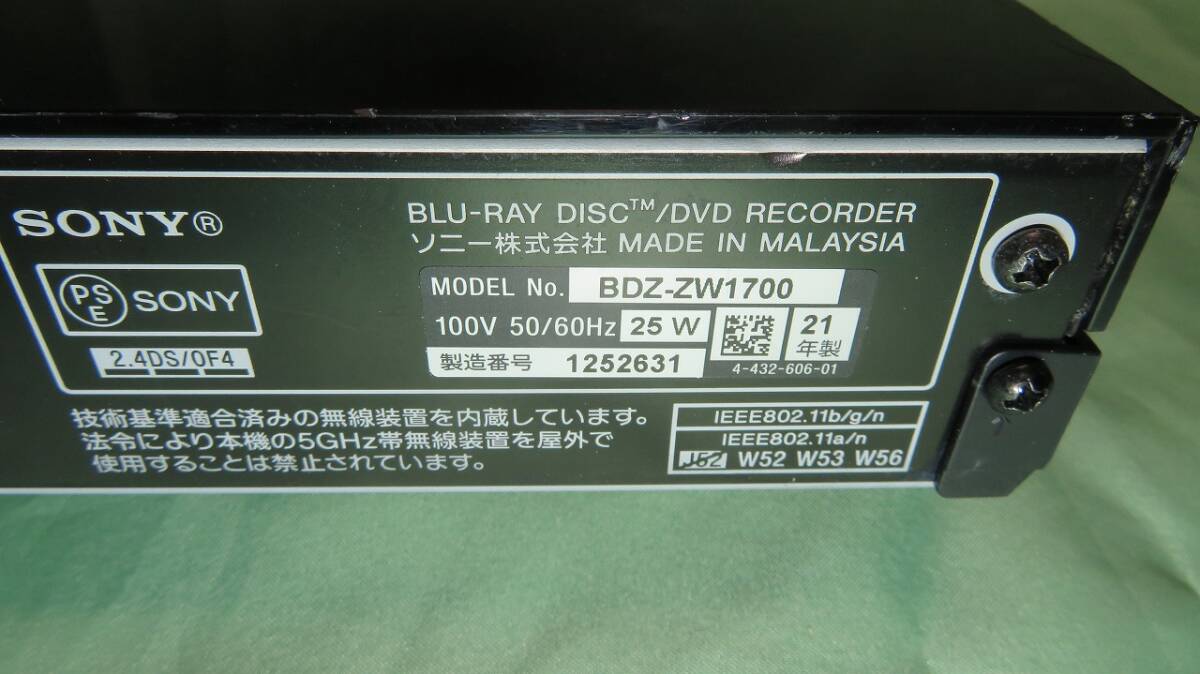 SONY®
BLU-RAY DISC™/DVD RECORDER
ソニー株式会社 MADE IN MALAYSIA
PSE SONY
MODEL No. BDZ-ZW1700
100V 50/60Hz 25 W
21年製
2.4DS/OF4
製造番号 1252631
4-432-606-01
技術基準適合済みの無線装置を内蔵しています。
法令により本機の5GHz帯無線装置を屋外で
使用することは禁止されています。
IEEE802.11b/g/n
IEEE802.11a/n
J52 W52 W53 W56